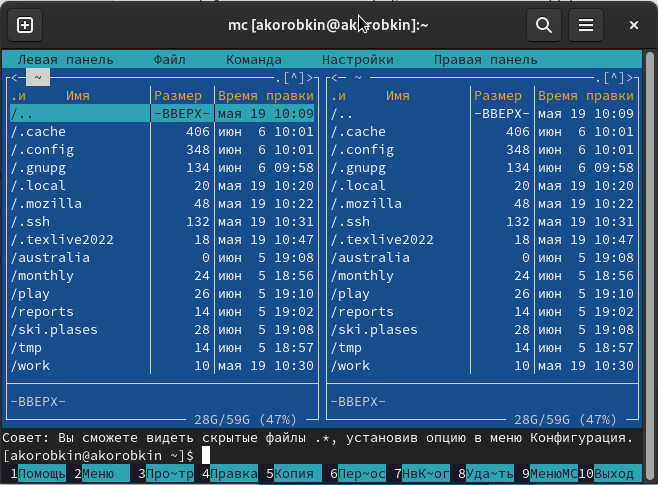 mc [akorobkin@akorobkin]:~
Левая панель Файл Команда Настройки Правая панель
<─ ~ .[^]> <─ ~ .[^]>
.и Имя Размер Время правки .и Имя Размер Время правки
/.. -ВВЕРХ- мая 19 10:09 /.. -ВВЕРХ- мая 19 10:09
/.cache 406 июн 6 10:01 /.cache 406 июн 6 10:01
/.config 348 июн 6 10:01 /.config 348 июн 6 10:01
/.gnupg 134 июн 6 09:58 /.gnupg 134 июн 6 09:58
/.local 20 мая 19 10:20 /.local 20 мая 19 10:20
/.mozilla 48 мая 19 10:22 /.mozilla 48 мая 19 10:22
/.ssh 132 мая 19 10:31 /.ssh 132 мая 19 10:31
/.texlive2022 18 мая 19 10:47 /.texlive2022 18 мая 19 10:47
/australia 0 июн 5 19:08 /australia 0 июн 5 19:08
/monthly 24 июн 5 18:56 /monthly 24 июн 5 18:56
/play 26 июн 5 19:10 /play 26 июн 5 19:10
/reports 14 июн 5 19:02 /reports 14 июн 5 19:02
/ski.plases 28 июн 5 19:08 /ski.plases 28 июн 5 19:08
/tmp 14 июн 5 18:57 /tmp 14 июн 5 18:57
/work 10 мая 19 10:30 /work 10 мая 19 10:30
-ВВЕРХ- -ВВЕРХ-
28G/59G (47%) 28G/59G (47%)
Совет: Вы сможете видеть скрытые файлы .*, установив опцию в меню Конфигурация.
[akorobkin@akorobkin ~]$
1Помощь 2Меню 3Про~тр 4Правка 5Копия 6Пер~ос 7НвК~ог 8Уда~ть 9МенюMC 10Выход